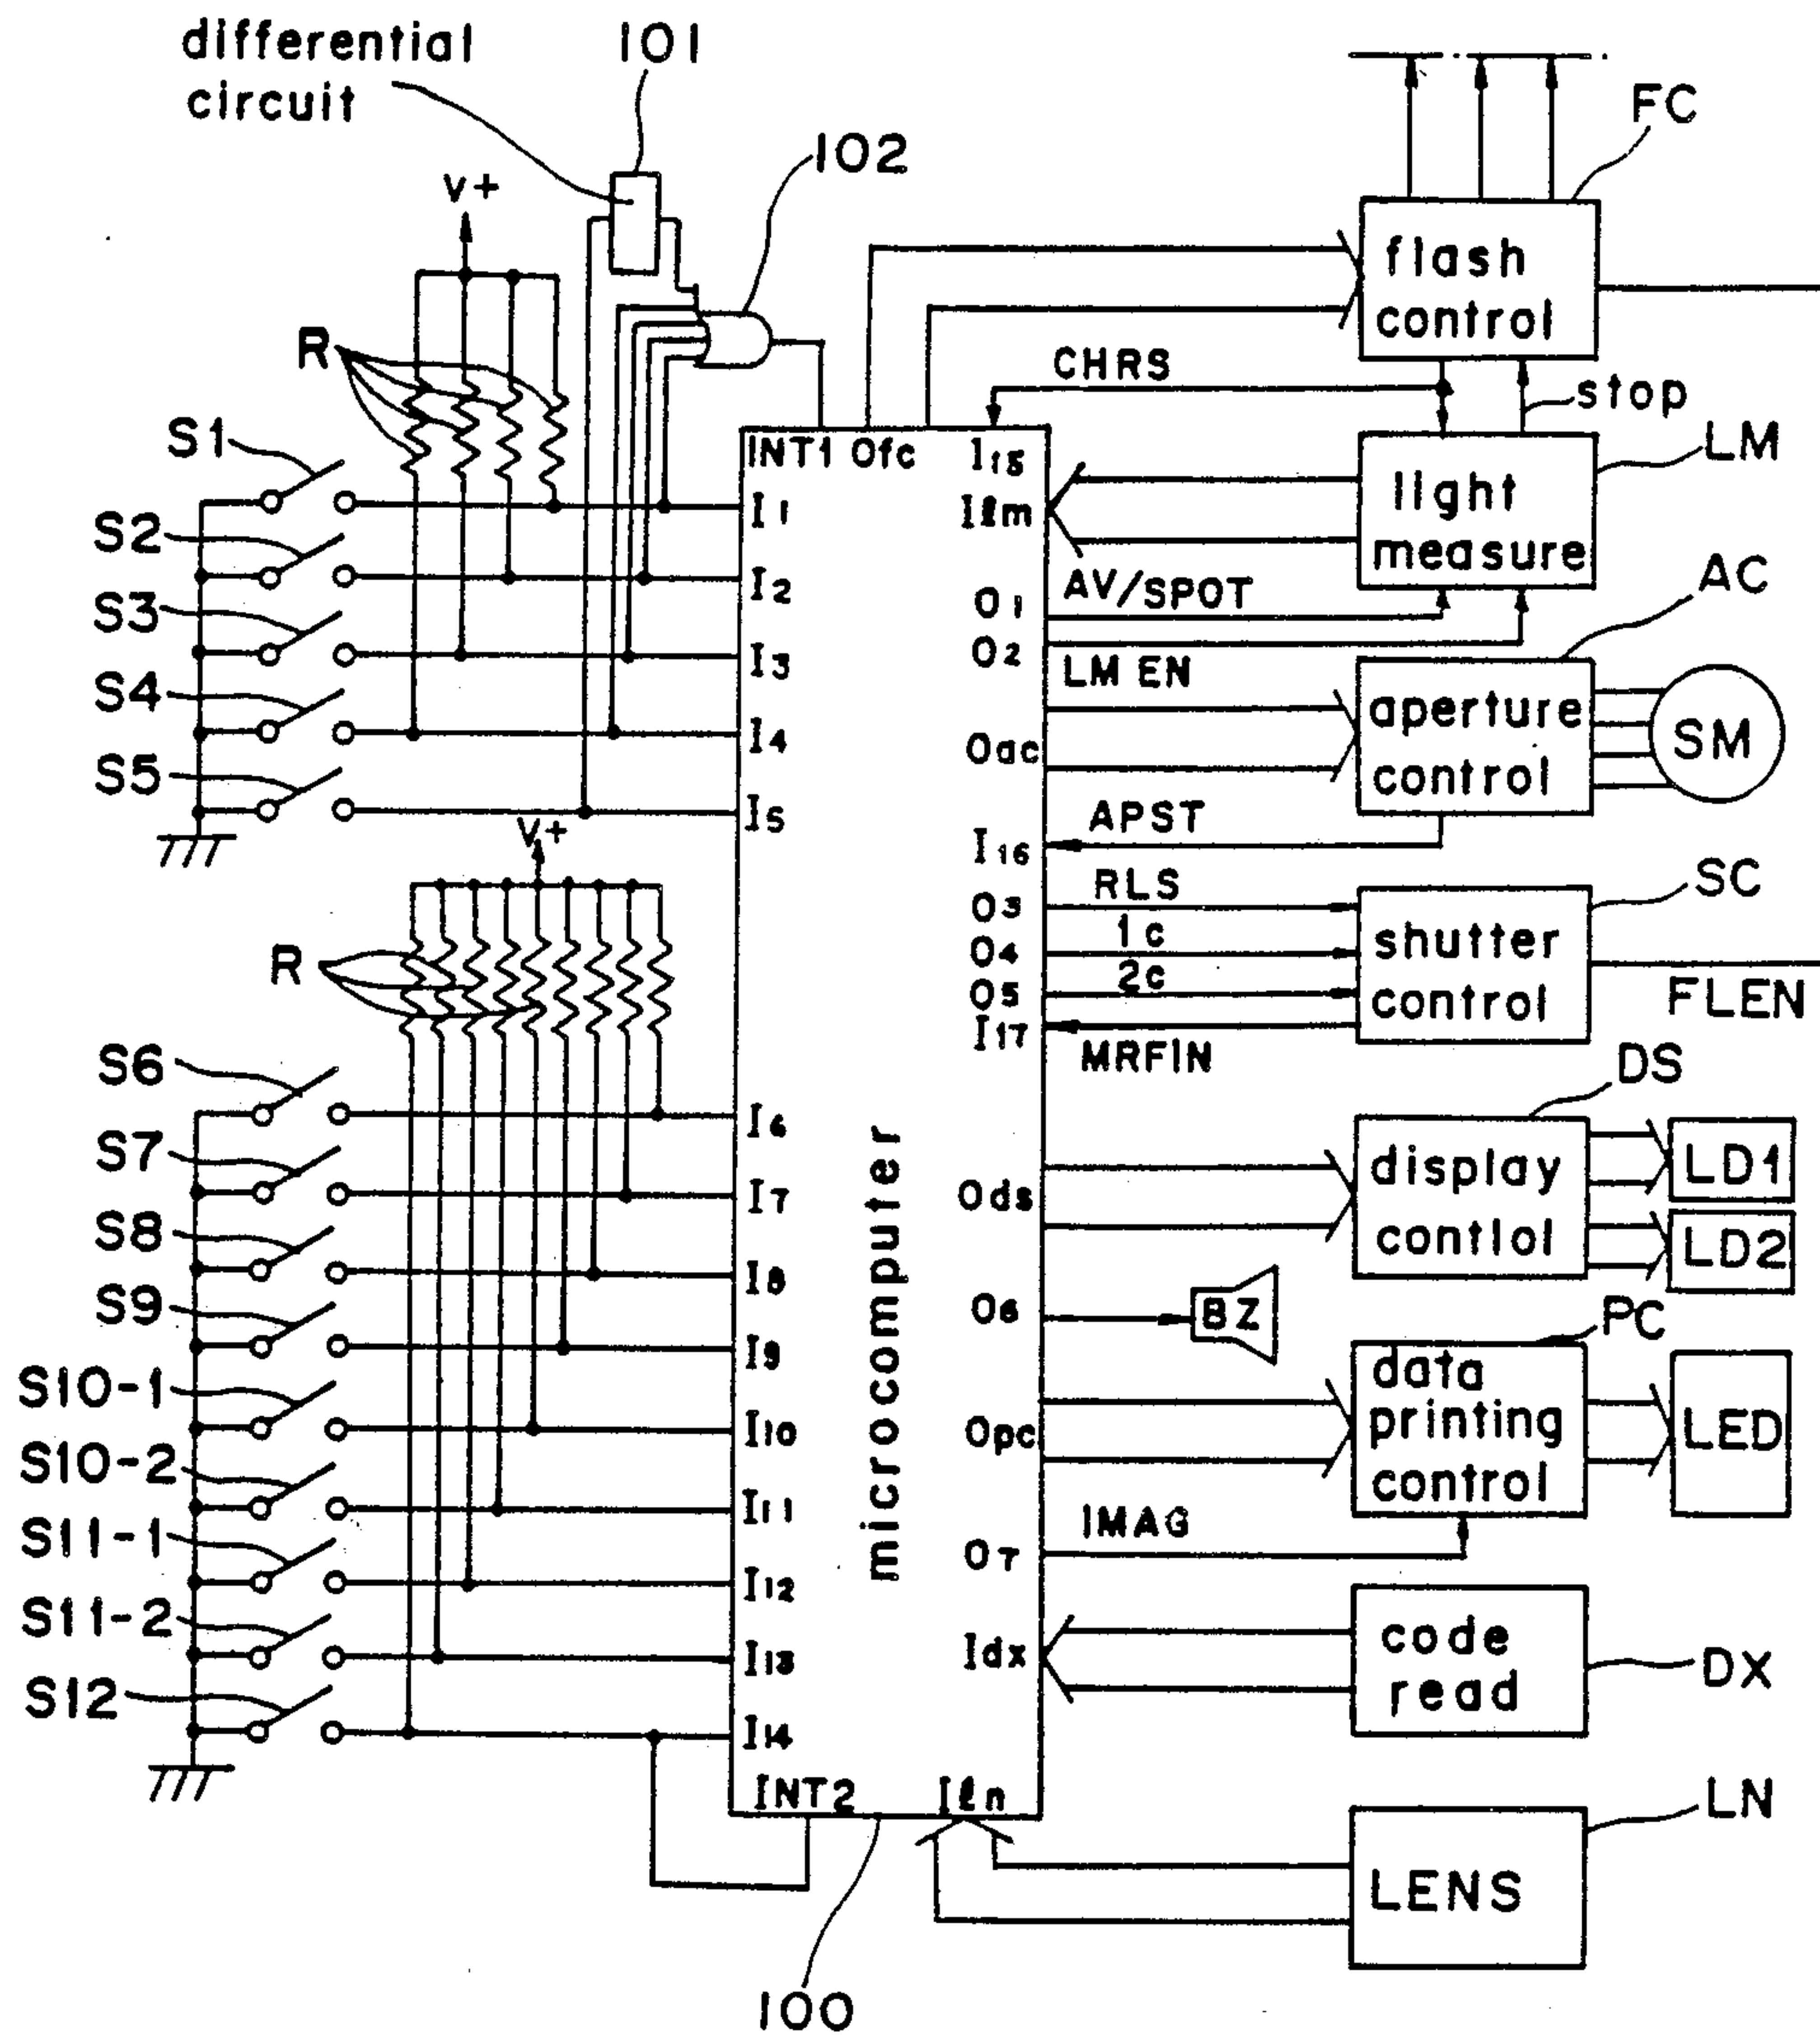 differential
circuit
101
102
V+
R
S1
S2
S3
S4
S5
V+
R
S6
S7
S8
S9
S10-1
S10-2
S11-1
S11-2
S12
INT1 Ofc I15
I1
I2
I3
I4
I5
I6
I7
I8
I9
I10
I11
I12
I13
I14
INT2
Iℓn
microcomputer
100
Iℓm
O1
O2
Oac
I16
O3
O4
O5
I17
Ods
O6
Opc
O7
Idx
CHRS
stop
AV/SPOT
LM EN
APST
RLS
1c
2c
MRFIN
FLEN
IMAG
FC
flash
control
LM
light
measure
AC
aperture
control
SM
SC
shutter
control
DS
display
contlol
LD1
LD2
BZ
PC
data
printing
control
LED
code
read
DX
LN
LENS